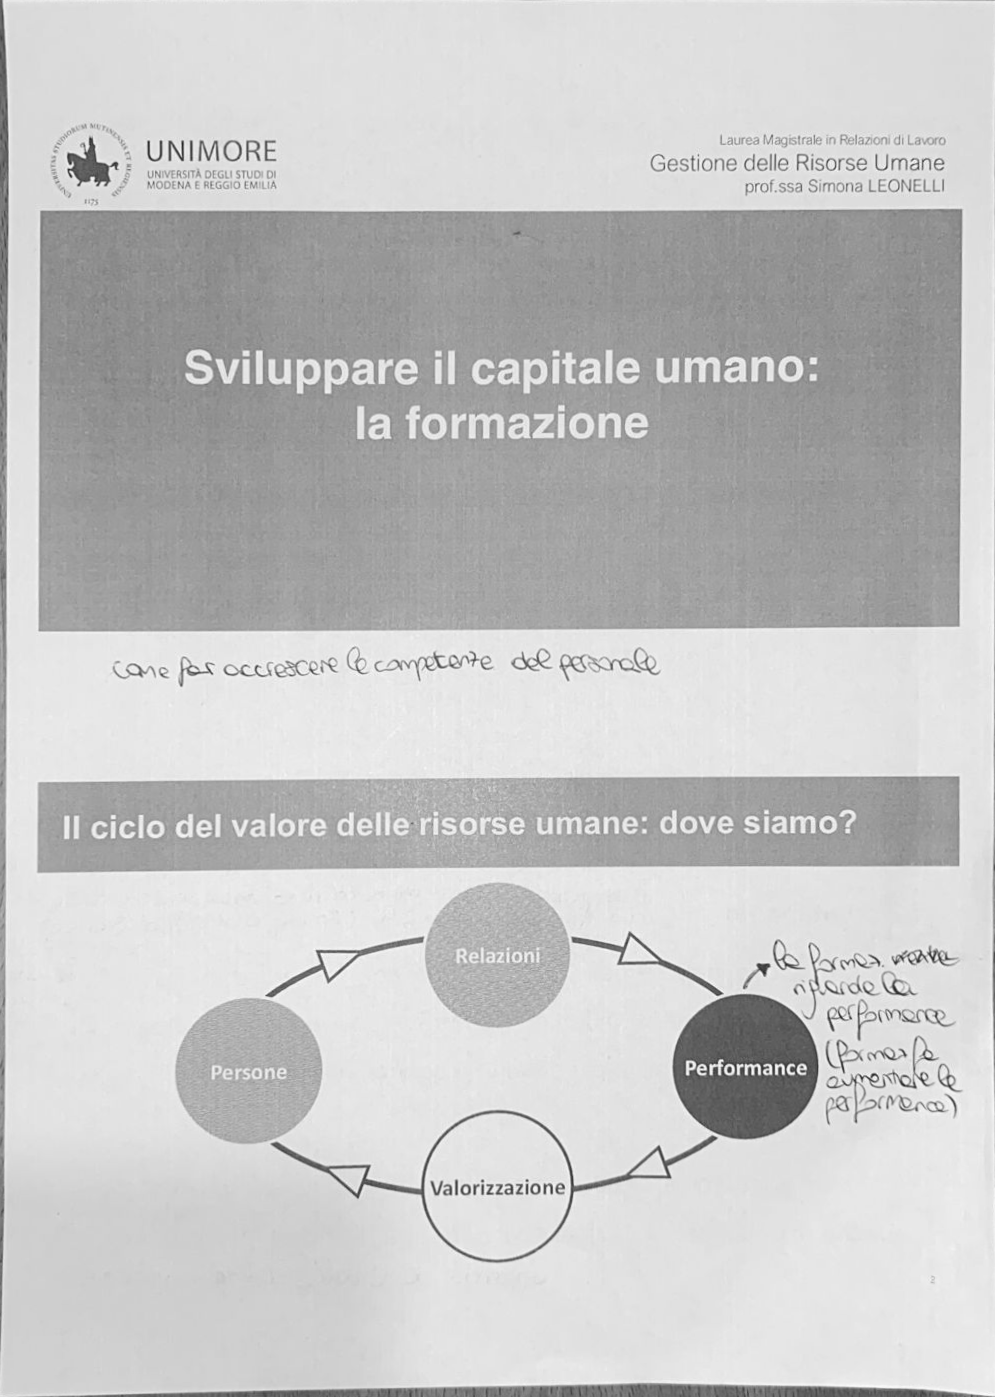 UNIVERSITAS STUDIORUM MUTINENSIS ET REGIENSIS
1175
UNIMORE
UNIVERSITÀ DEGLI STUDI DI
MODENA E REGGIO EMILIA
Laurea Magistrale in Relazioni di Lavoro
Gestione delle Risorse Umane
prof.ssa Simona LEONELLI
Sviluppare il capitale umano:
la formazione
come far accrescere le competenze del personale
Il ciclo del valore delle risorse umane: dove siamo?
Relazioni
Persone
Performance
Valorizzazione
la formaz.
riguarda la
performance
(formaz fa
aumentare la
performance)
2